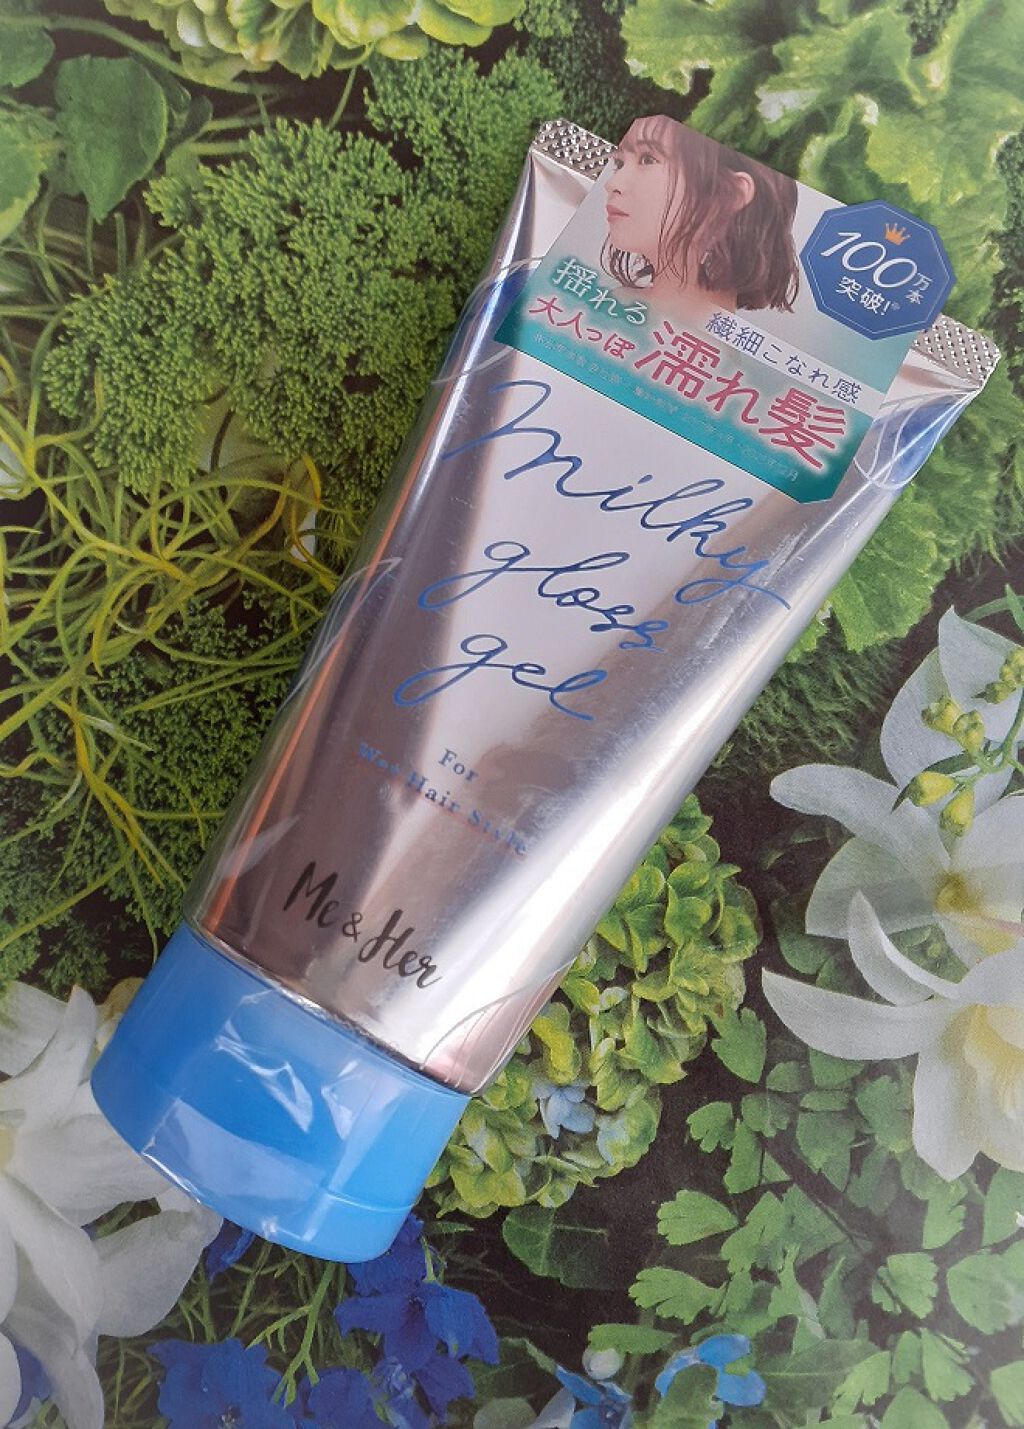 100万本
突破!※
繊細こなれ感
揺れる
大人っぽ濡れ髪
milky
gloss
gel
For
Wet Hair Style
Me & Her